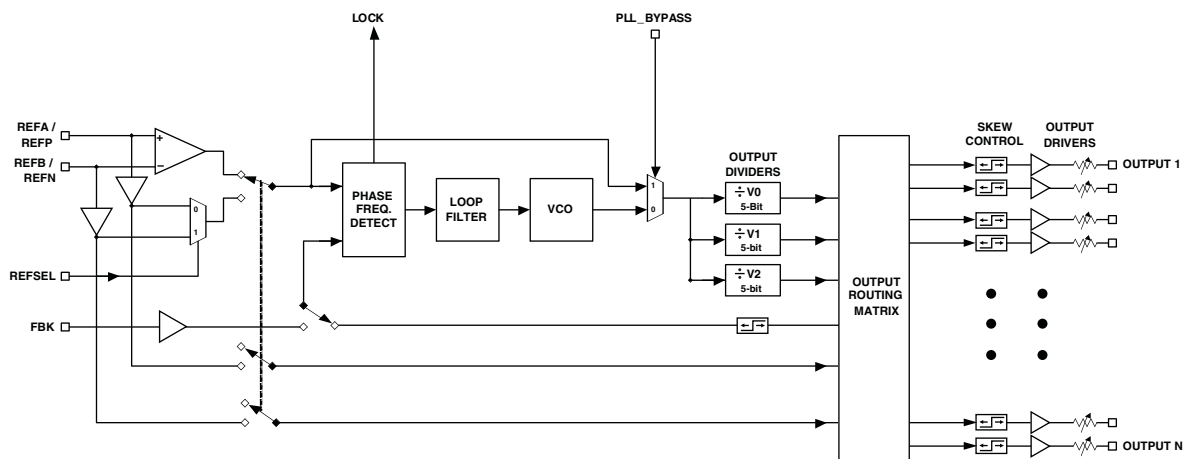 LOCK
PLL_BYPASS
REFA /
REFP
REFB /
REFN
+
−
0
1
REFSEL
FBK
PHASE
FREQ.
DETECT
LOOP
FILTER
VCO
1
0
OUTPUT
DIVIDERS
÷V0
5-Bit
÷V1
5-bit
÷V2
5-bit
OUTPUT
ROUTING
MATRIX
SKEW
CONTROL
OUTPUT
DRIVERS
OUTPUT 1
OUTPUT N